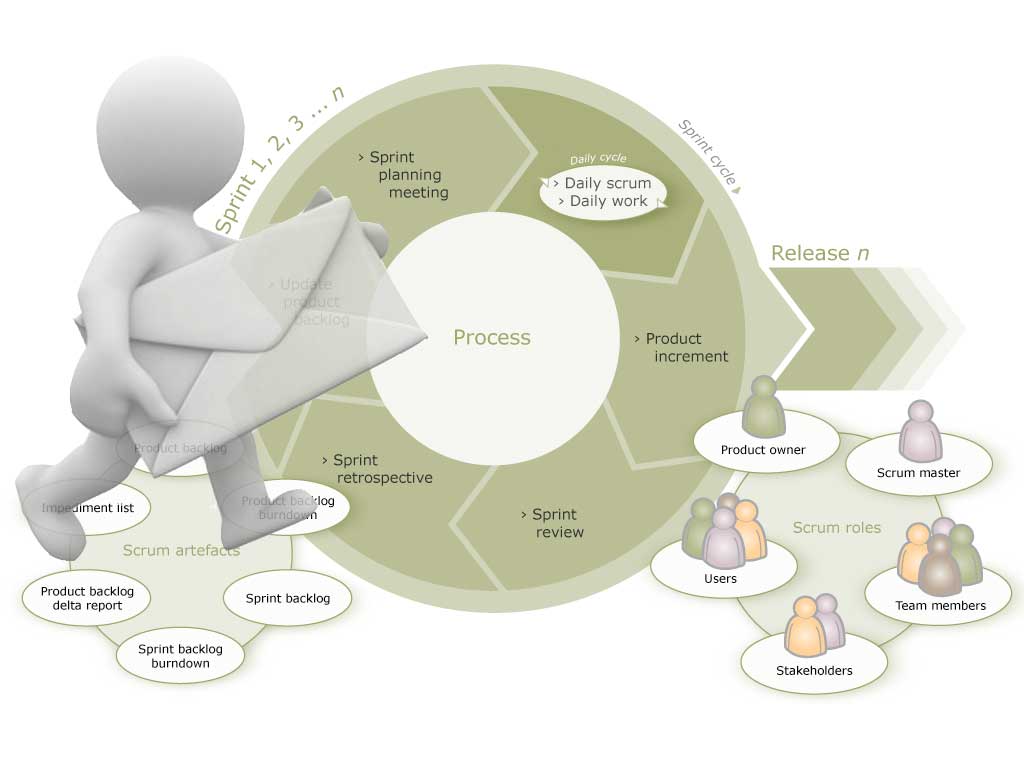 Sprint 1, 2, 3 ... n
Sprint cycle
› Sprint
planning
meeting
Daily cycle
› Daily scrum
› Daily work
Release n
› Update
product
backlog
Process
› Product
increment
› Sprint
retrospective
› Sprint
review
Product backlog
Impediment list
Product backlog
burndown
Scrum artefacts
Product backlog
delta report
Sprint backlog
Sprint backlog
burndown
Product owner
Scrum master
Scrum roles
Users
Team members
Stakeholders